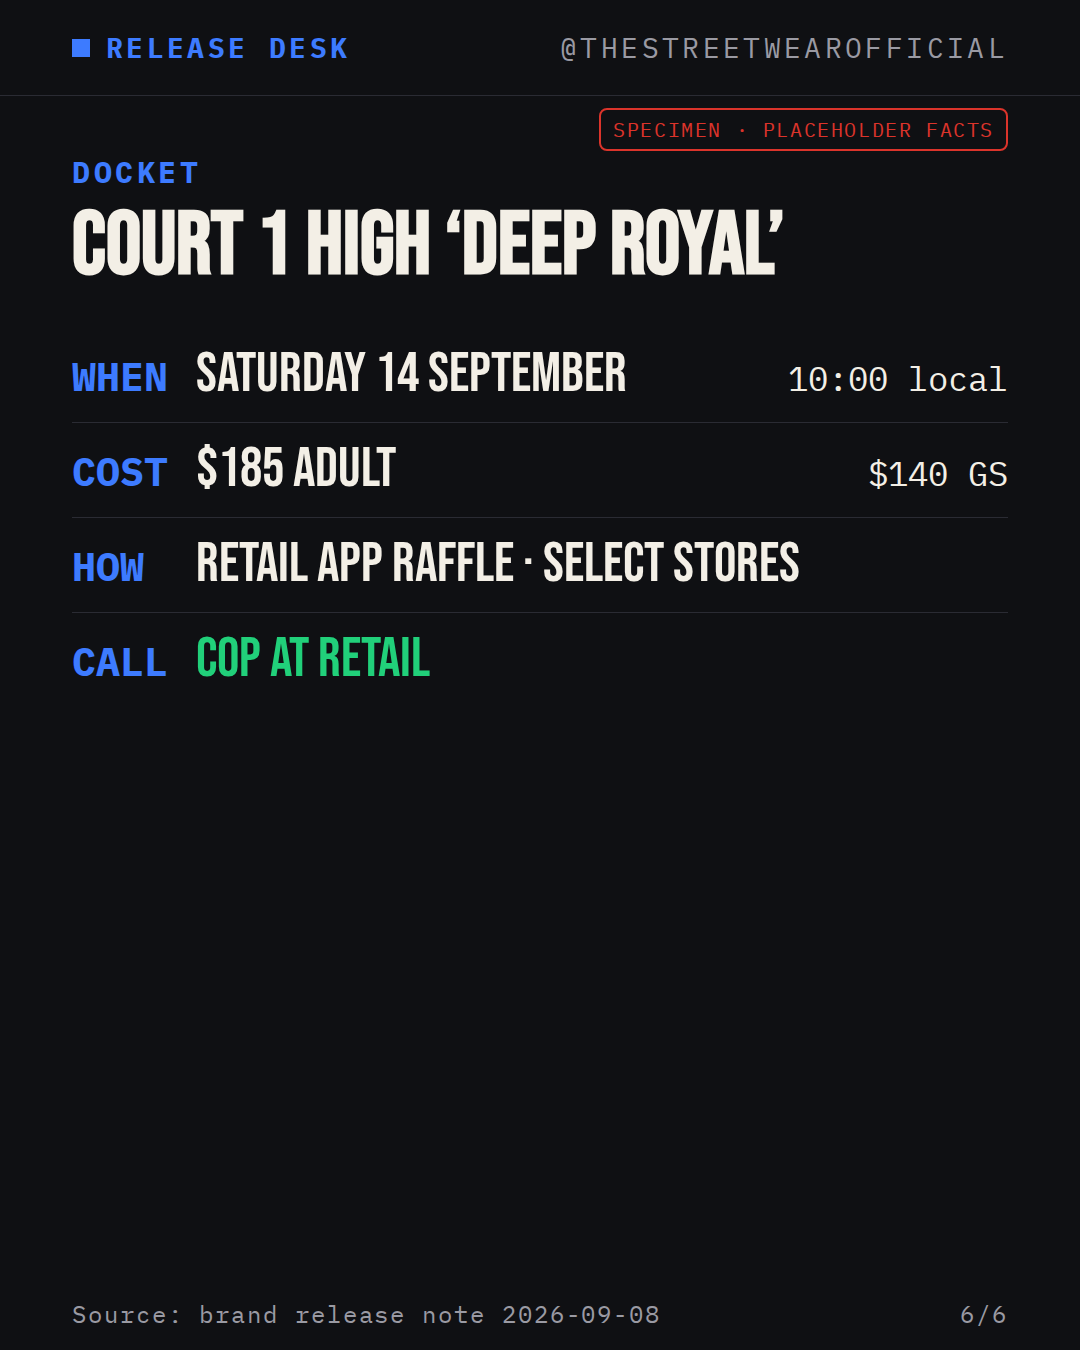 RELEASE DESK @THESTREETWEAROFFICIAL
SPECIMEN · PLACEHOLDER FACTS
DOCKET
COURT 1 HIGH ‘DEEP ROYAL’
WHEN SATURDAY 14 SEPTEMBER 10:00 local
COST $185 ADULT $140 GS
HOW RETAIL APP RAFFLE · SELECT STORES
CALL COP AT RETAIL
Source: brand release note 2026-09-08 6/6